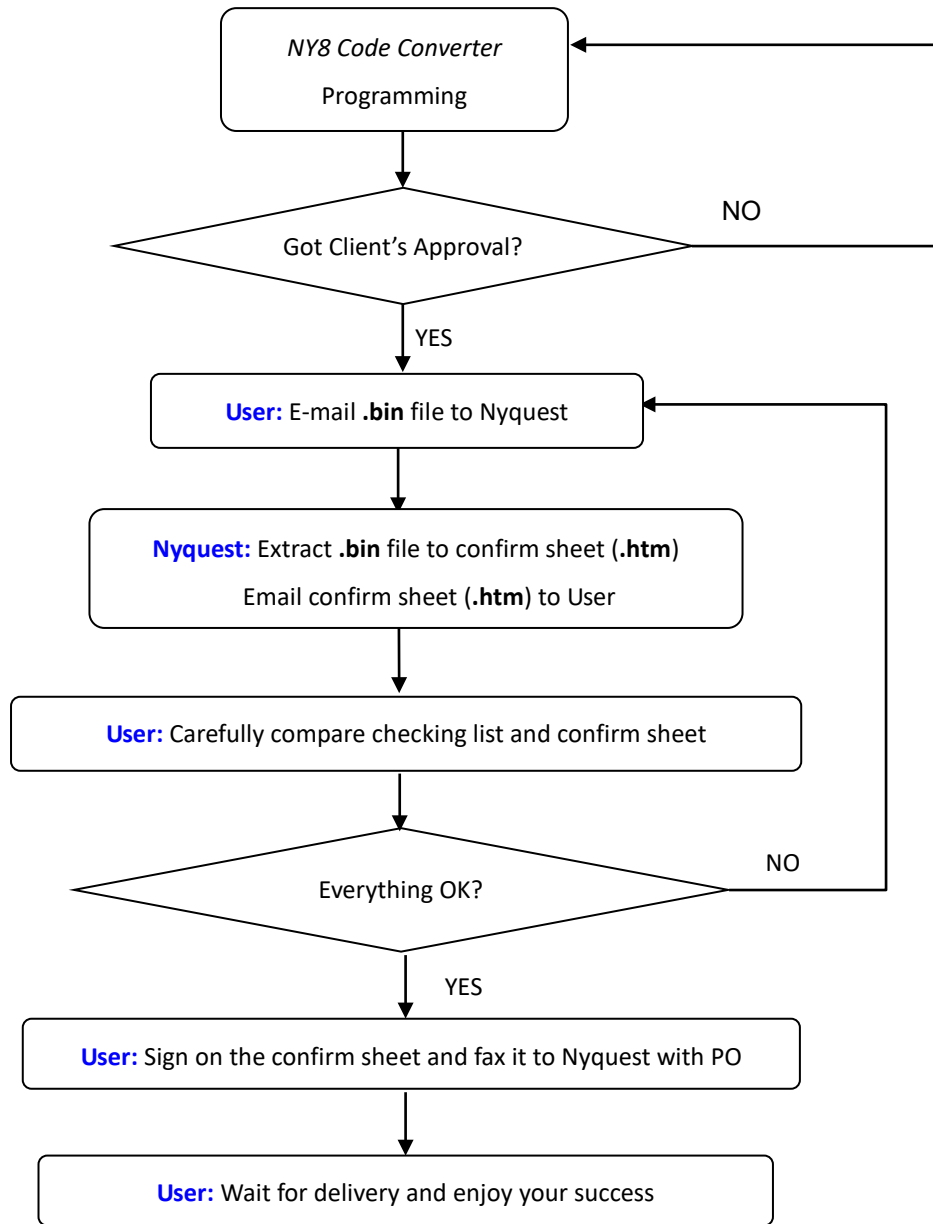 NY8 Code Converter
Programming
NO
Got Client’s Approval?
YES
User: E-mail .bin file to Nyquest
Nyquest: Extract .bin file to confirm sheet (.htm)
Email confirm sheet (.htm) to User
User: Carefully compare checking list and confirm sheet
NO
Everything OK?
YES
User: Sign on the confirm sheet and fax it to Nyquest with PO
User: Wait for delivery and enjoy your success